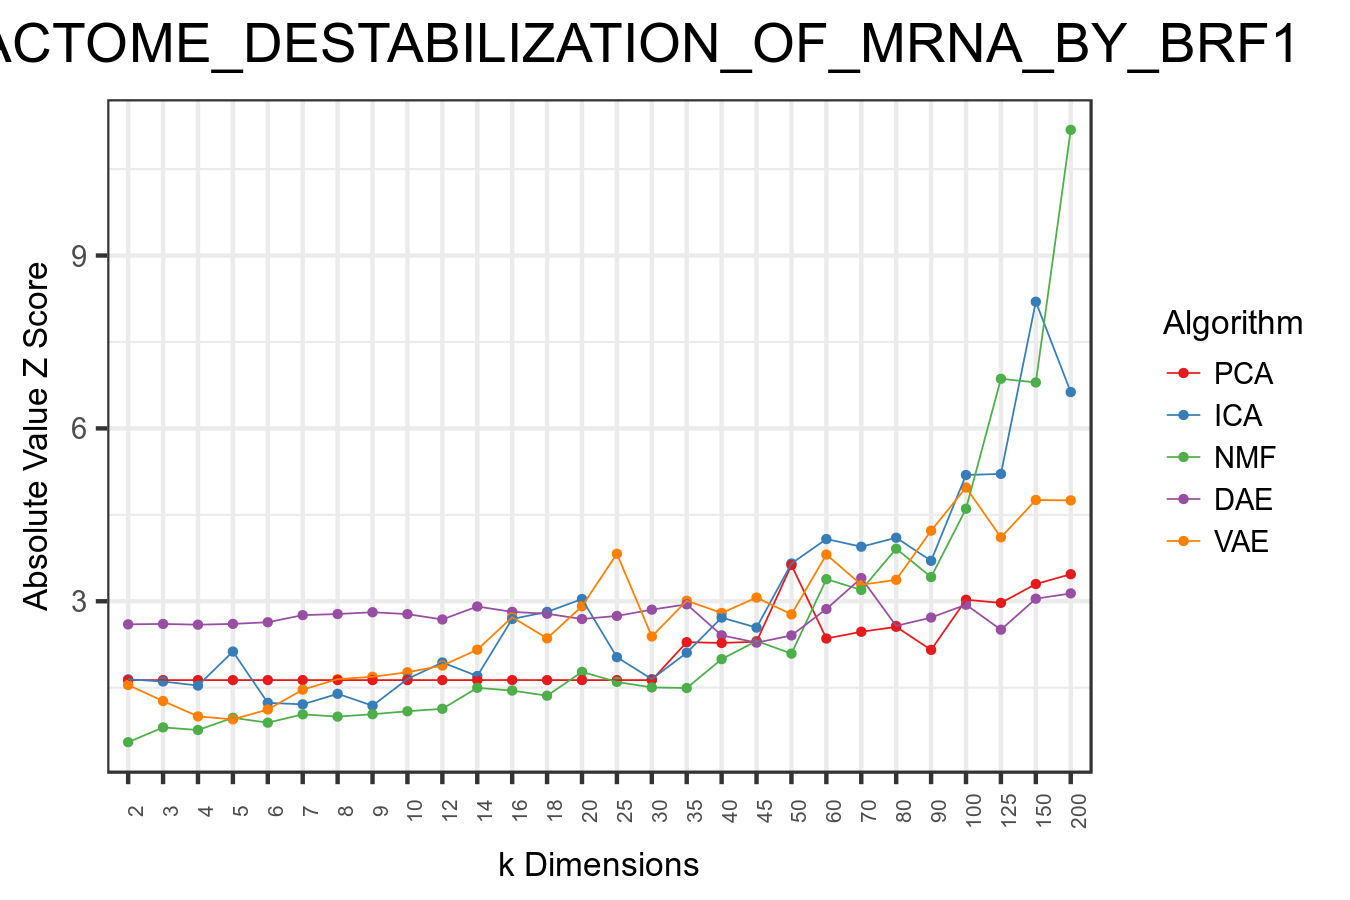 ACTOME_DESTABILIZATION_OF_MRNA_BY_BRF1
9
6
3
Absolute Value Z Score
2 3 4 5 6 7 8 9 10 12 14 16 18 20 25 30 35 40 45 50 60 70 80 90 100 125 150 200
k Dimensions
Algorithm
PCA
ICA
NMF
DAE
VAE